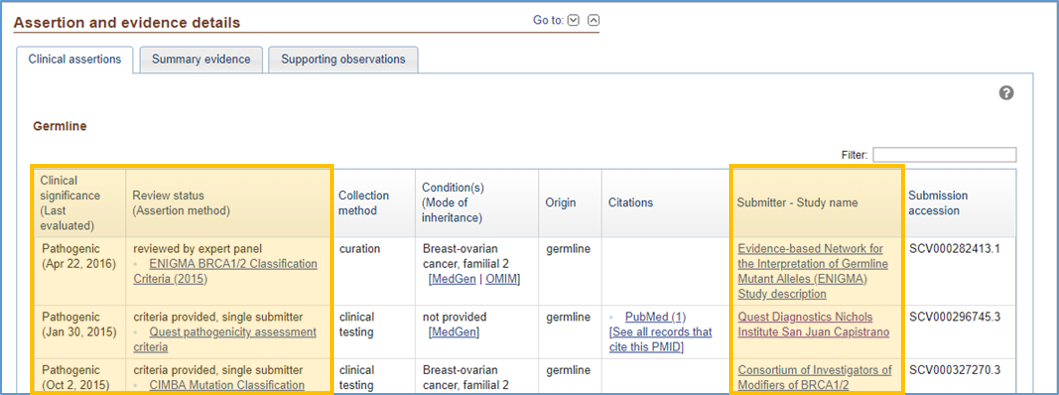 Assertion and evidence details
Go to:
Clinical assertions
Summary evidence
Supporting observations
?
Germline
Filter:
Clinical
significance
(Last
evaluated)
Review status
(Assertion method)
Collection
method
Condition(s)
(Mode of
inheritance)
Origin
Citations
Submitter - Study name
Submission
accession
Pathogenic
(Apr 22, 2016)
reviewed by expert panel
ENIGMA BRCA1/2 Classification
Criteria (2015)
curation
Breast-ovarian
cancer, familial 2
[MedGen | OMIM]
germline
Evidence-based Network for
the Interpretation of Germline
Mutant Alleles (ENIGMA)
Study description
SCV000282413.1
Pathogenic
(Jan 30, 2015)
criteria provided, single submitter
Quest pathogenicity assessment
criteria
clinical
testing
not provided
[MedGen]
germline
PubMed (1)
[See all records that
cite this PMID]
Quest Diagnostics Nichols
Institute San Juan Capistrano
SCV000296745.3
Pathogenic
(Oct 2, 2015)
criteria provided, single submitter
CIMBA Mutation Classification
clinical
testing
Breast-ovarian
cancer, familial 2
germline
Consortium of Investigators of
Modifiers of BRCA1/2
SCV000327270.3